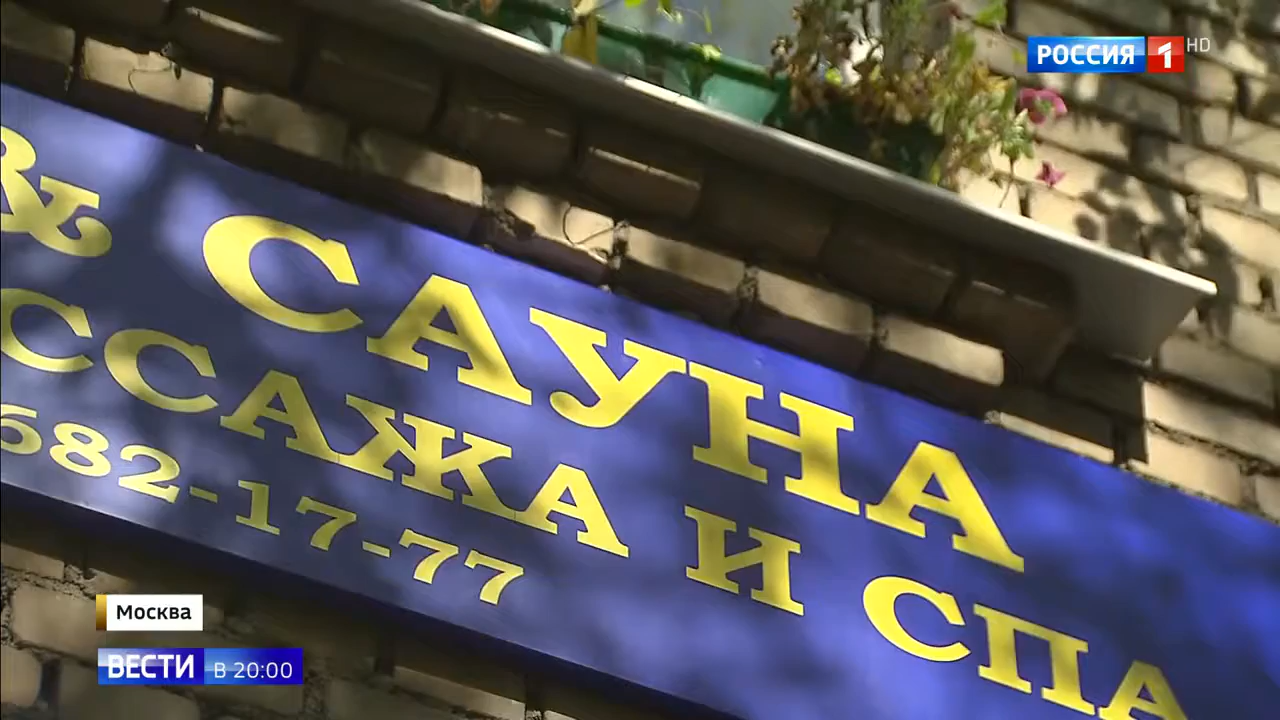 РОССИЯ 1 HD
& САУНА
ССАЖА И СПА
682-17-77
Москва
ВЕСТИ В 20:00